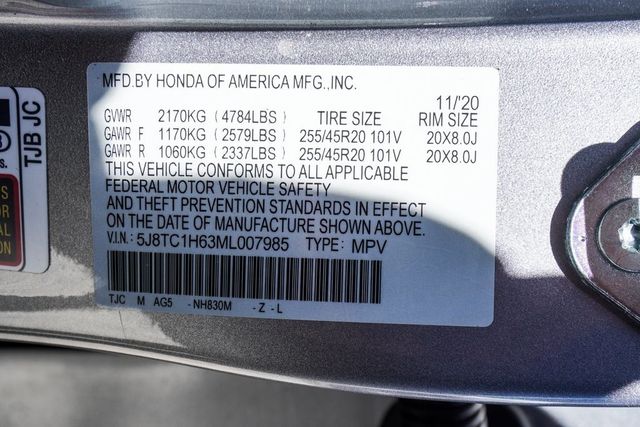 MFD.BY HONDA OF AMERICA MFG.,INC.
11/'20
GVWR 2170KG (4784LBS) TIRE SIZE RIM SIZE
GAWR F 1170KG (2579LBS) 255/45R20 101V 20X8.0J
GAWR R 1060KG (2337LBS) 255/45R20 101V 20X8.0J
THIS VEHICLE CONFORMS TO ALL APPLICABLE
FEDERAL MOTOR VEHICLE SAFETY
AND THEFT PREVENTION STANDARDS IN EFFECT
ON THE DATE OF MANUFACTURE SHOWN ABOVE.
V.I.N.: 5J8TC1H63ML007985 TYPE: MPV
TJC M AG5 -NH830M -Z -L
TJB JC
s.